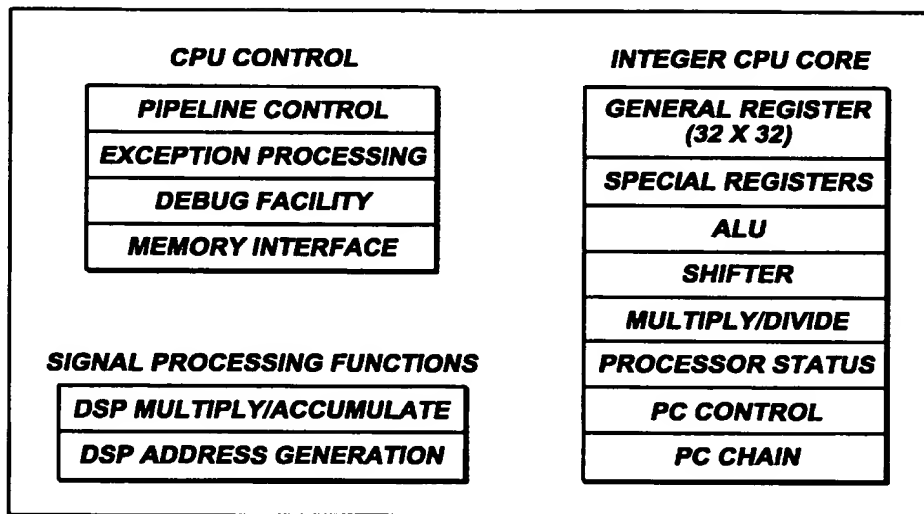 CPU CONTROL
PIPELINE CONTROL
EXCEPTION PROCESSING
DEBUG FACILITY
MEMORY INTERFACE
SIGNAL PROCESSING FUNCTIONS
DSP MULTIPLY/ACCUMULATE
DSP ADDRESS GENERATION
INTEGER CPU CORE
GENERAL REGISTER
(32 X 32)
SPECIAL REGISTERS
ALU
SHIFTER
MULTIPLY/DIVIDE
PROCESSOR STATUS
PC CONTROL
PC CHAIN